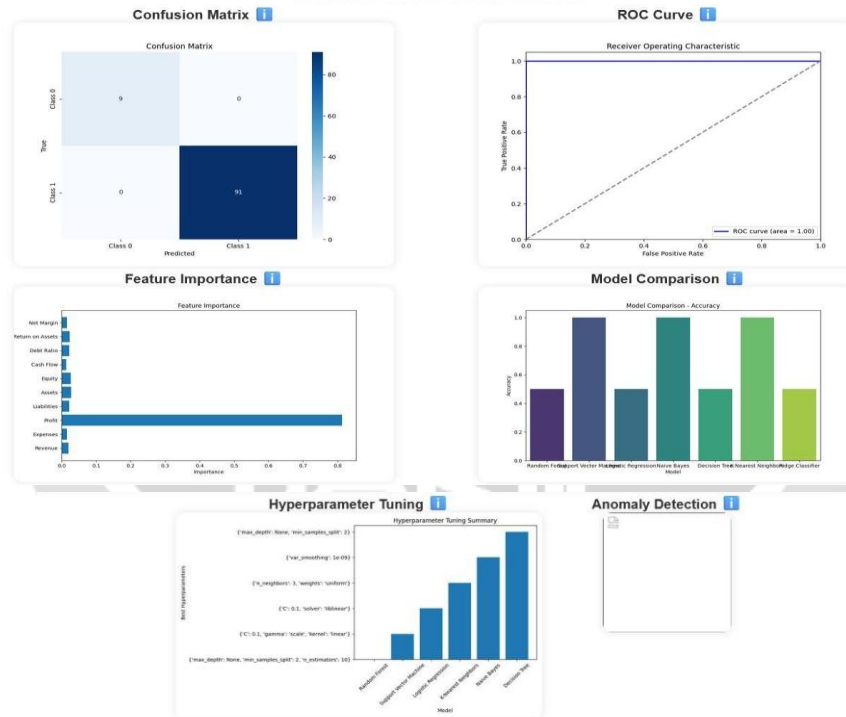 Confusion Matrix i
ROC Curve i
Confusion Matrix
Class 0
Class 1
True
9
0
0
91
Class 0
Class 1
Predicted
80
60
40
20
0
Receiver Operating Characteristic
True Positive Rate
1.0
0.8
0.6
0.4
0.2
0.0
ROC curve (area = 1.00)
0.0 0.2 0.4 0.6 0.8 1.0
False Positive Rate
Feature Importance i
Model Comparison i
Feature Importance
Net Margin
Return on Assets
Debt Ratio
Cash Flow
Equity
Assets
Liabilities
Profit
Expenses
Revenue
0.0 0.1 0.2 0.3 0.4 0.5 0.6 0.7 0.8
Importance
Model Comparison - Accuracy
Accuracy
1.0
0.8
0.6
0.4
0.2
0.0
Random Forest Support Vector Machine Logistic Regression Naive Bayes Decision Tree K-Nearest Neighbors Ridge Classifier
Model
Hyperparameter Tuning i
Anomaly Detection i
Hyperparameter Tuning Summary
Best Hyperparameters
{'max_depth': None, 'min_samples_split': 2}
{'var_smoothing': 1e-09}
{'n_neighbors': 3, 'weights': 'uniform'}
{'C': 0.1, 'solver': 'liblinear'}
{'C': 0.1, 'gamma': 'scale', 'kernel': 'linear'}
{'max_depth': None, 'min_samples_split': 2, 'n_estimators': 10}
Random Forest
Support Vector Machine
Logistic Regression
K-Nearest Neighbors
Naive Bayes
Decision Tree
Model